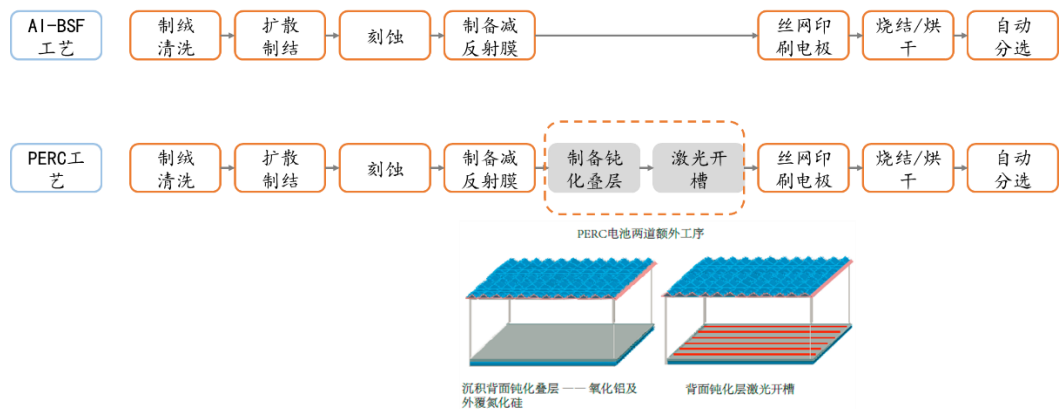 AI-BSF
工艺
制绒
清洗
扩散
制结
刻蚀
制备减
反射膜
丝网印
刷电极
烧结/烘
干
自动
分选
PERC工
艺
制绒
清洗
扩散
制结
刻蚀
制备减
反射膜
制备钝
化叠层
激光开
槽
丝网印
刷电极
烧结/烘
干
自动
分选
PERC电池两道额外工序
沉积背面钝化叠层 —— 氧化铝及
外覆氮化硅
背面钝化层激光开槽